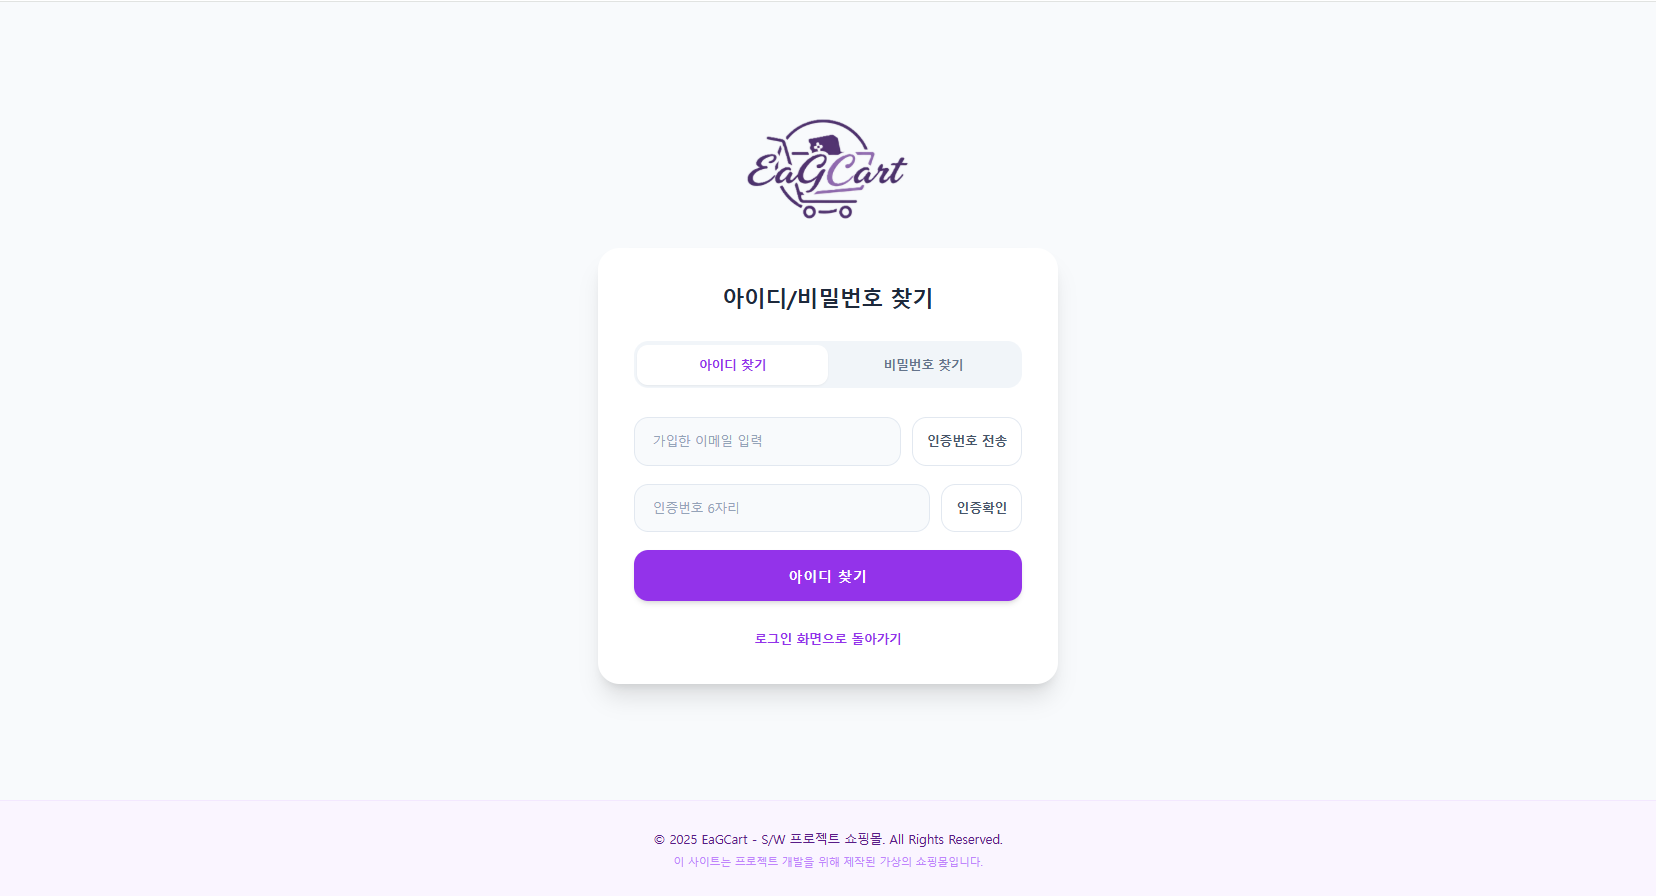 EaGCart
아이디/비밀번호 찾기
아이디 찾기 비밀번호 찾기
가입한 이메일 입력 인증번호 전송
인증번호 6자리 인증확인
아이디 찾기
로그인 화면으로 돌아가기
© 2025 EaGCart - S/W 프로젝트 쇼핑몰. All Rights Reserved.
이 사이트는 프로젝트 개발을 위해 제작된 가상의 쇼핑몰입니다.